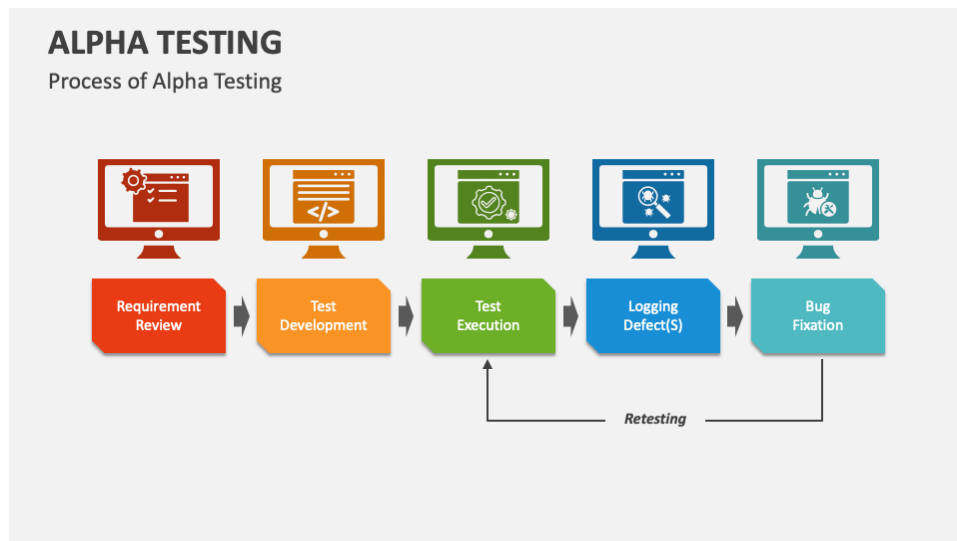 ALPHA TESTING
Process of Alpha Testing
Requirement
Review
Test
Development
Test
Execution
Logging
Defect(S)
Bug
Fixation
Retesting